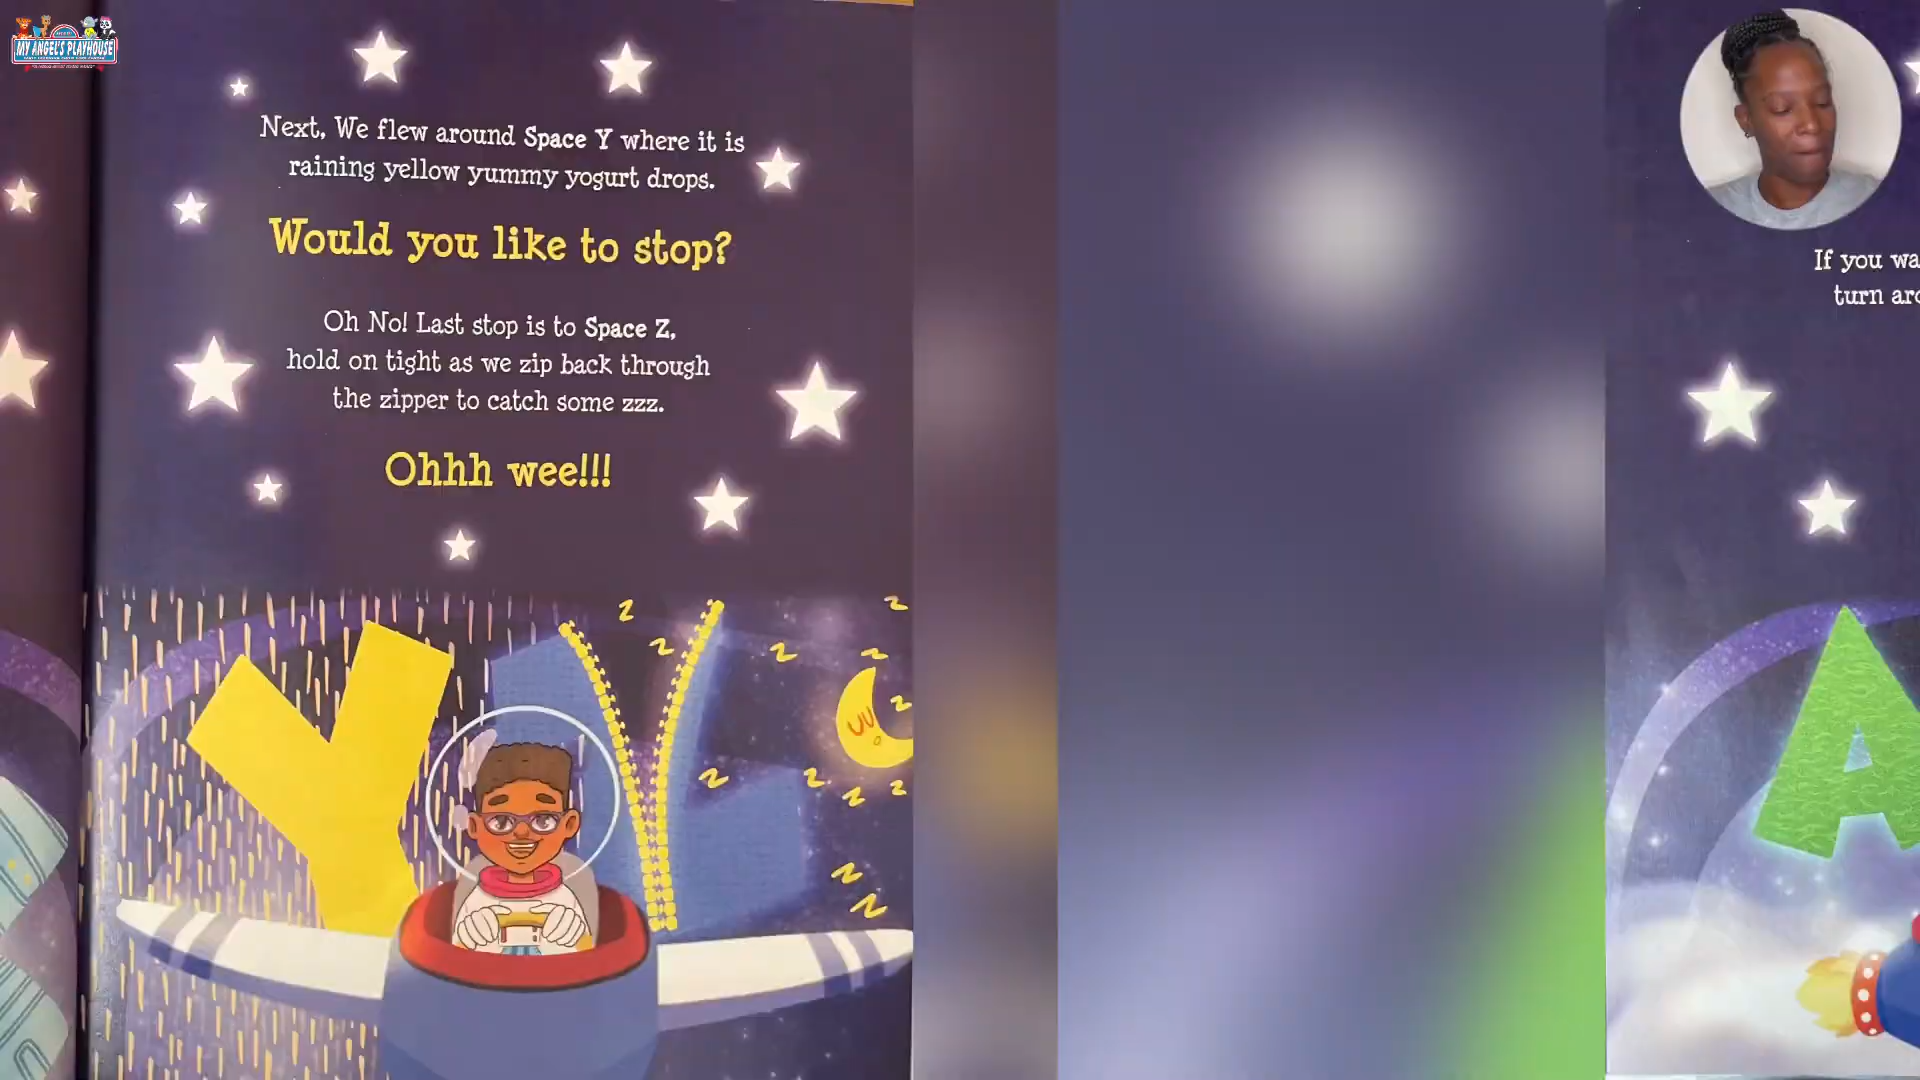 MY ANGEL'S PLAYHOUSE
Next, We flew around Space Y where it is
raining yellow yummy yogurt drops.
Would you like to stop?
Oh No! Last stop is to Space Z,
hold on tight as we zip back through
the zipper to catch some zzz.
Ohhh wee!!!
Y
Z
z z z z z z z z z z z z z z
If you wa
turn aro
A